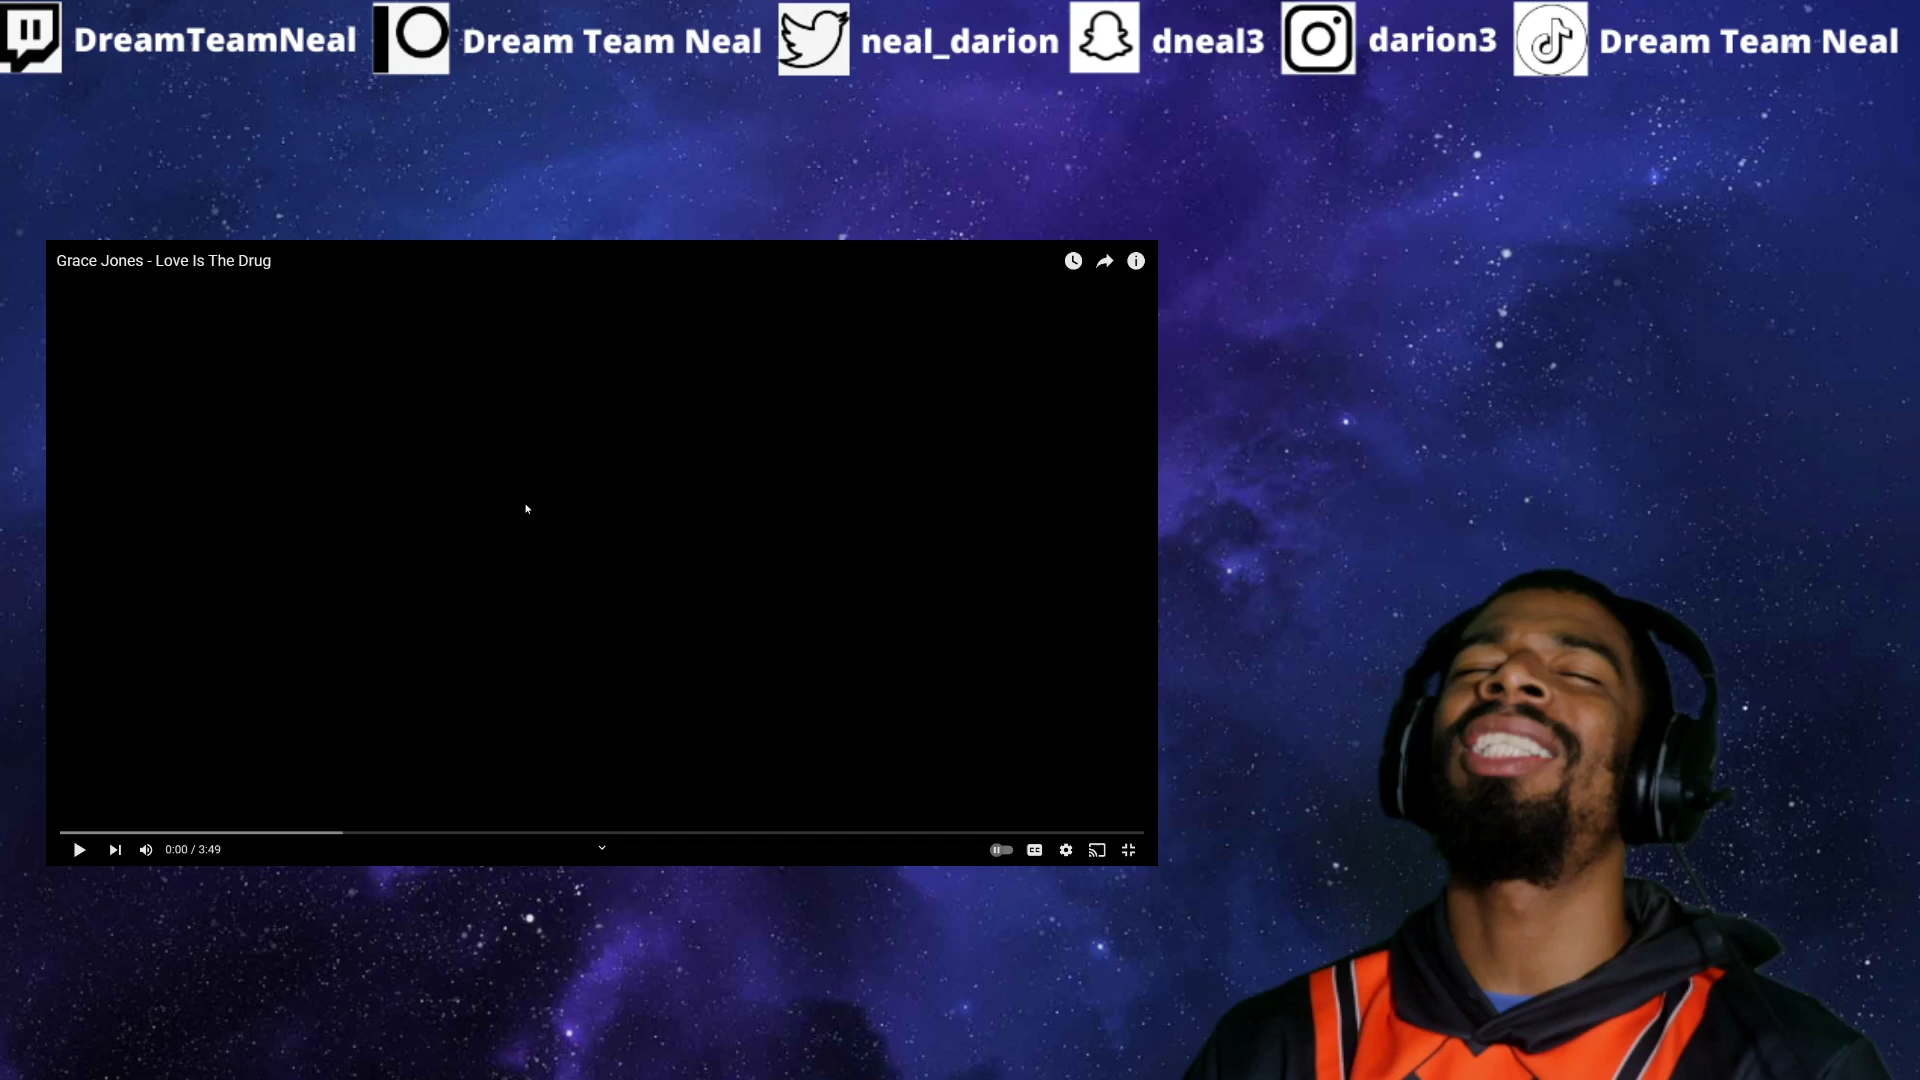 DreamTeamNeal Dream Team Neal neal_darion dneal3 darion3 Dream Team Neal
Grace Jones - Love Is The Drug
0:00 / 3:49
CC